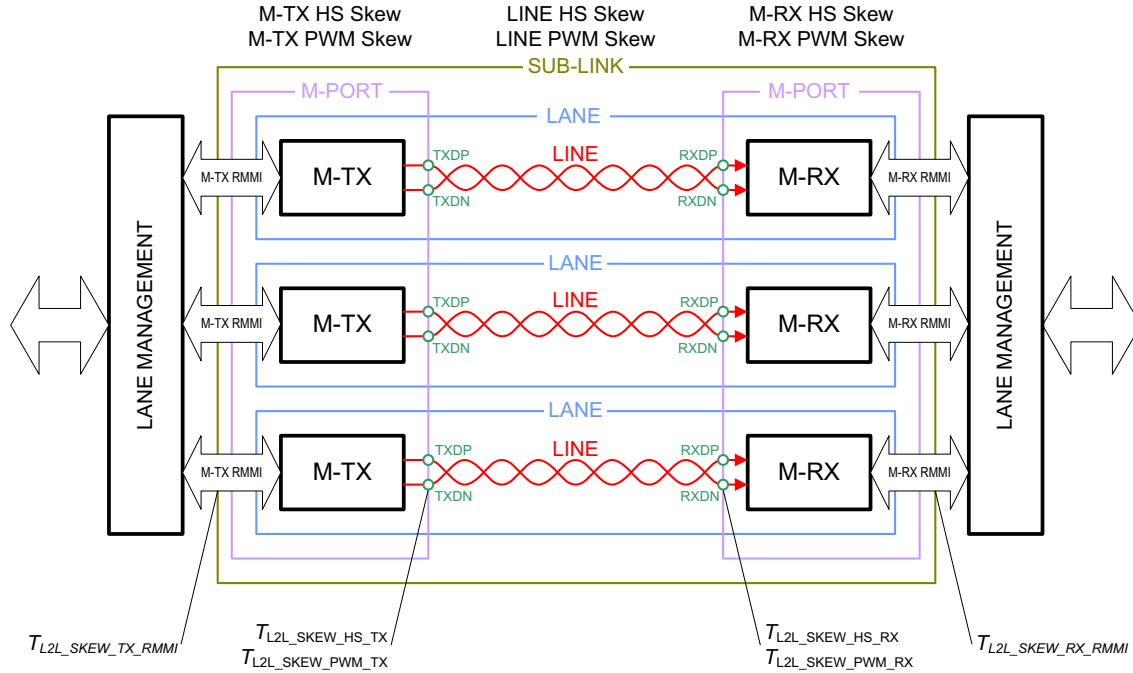 M-TX HS Skew
M-TX PWM Skew
LINE HS Skew
LINE PWM Skew
M-RX HS Skew
M-RX PWM Skew
SUB-LINK
M-PORT
M-PORT
LANE
LANE MANAGEMENT
M-TX RMMI
M-TX
TXDP
TXDN
LINE
RXDP
RXDN
M-RX
M-RX RMMI
LANE
M-TX RMMI
M-TX
TXDP
TXDN
LINE
RXDP
RXDN
M-RX
M-RX RMMI
LANE
M-TX RMMI
M-TX
TXDP
TXDN
LINE
RXDP
RXDN
M-RX
M-RX RMMI
LANE MANAGEMENT
TL2L_SKEW_TX_RMMI
TL2L_SKEW_HS_TX
TL2L_SKEW_PWM_TX
TL2L_SKEW_HS_RX
TL2L_SKEW_PWM_RX
TL2L_SKEW_RX_RMMI